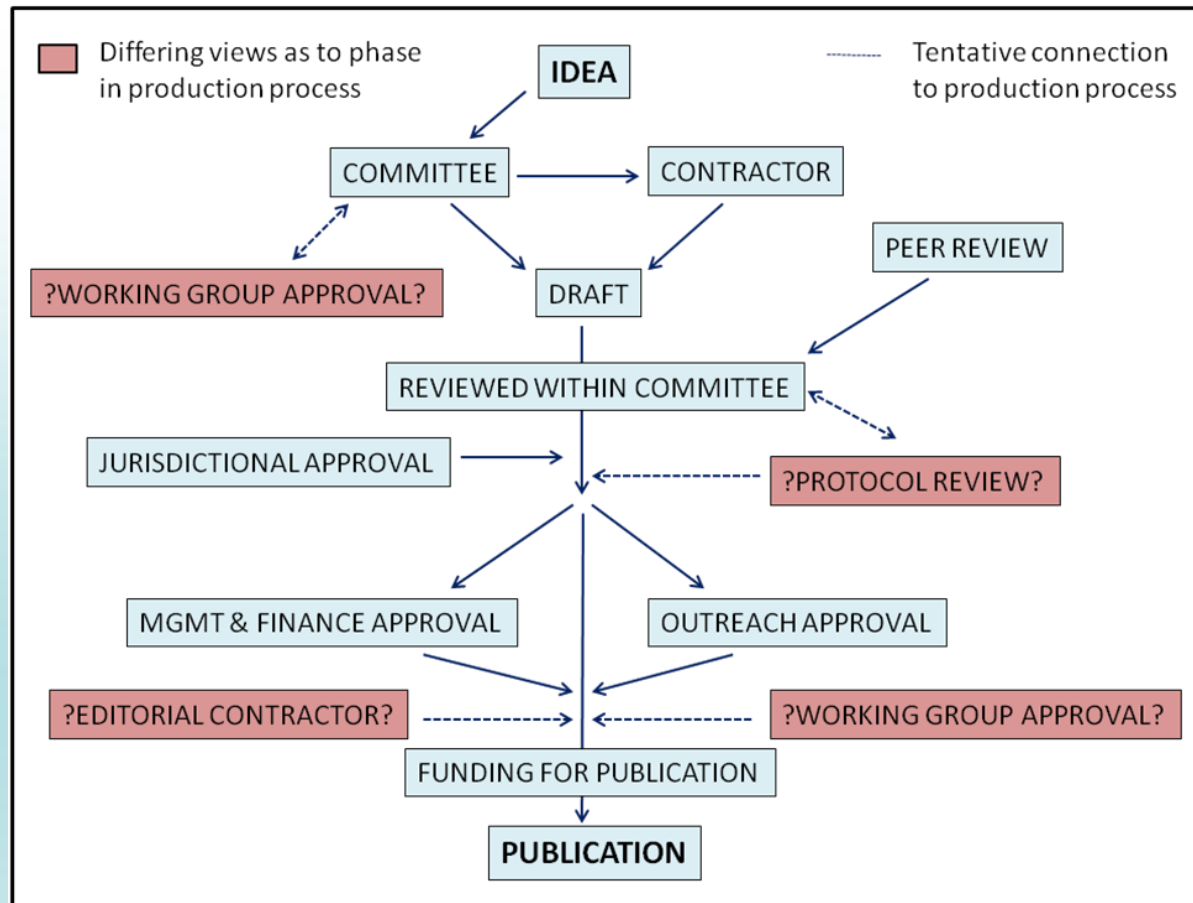 Differing views as to phase
in production process
Tentative connection
to production process
IDEA
COMMITTEE
CONTRACTOR
PEER REVIEW
?WORKING GROUP APPROVAL?
DRAFT
REVIEWED WITHIN COMMITTEE
JURISDICTIONAL APPROVAL
?PROTOCOL REVIEW?
MGMT & FINANCE APPROVAL
OUTREACH APPROVAL
?EDITORIAL CONTRACTOR?
?WORKING GROUP APPROVAL?
FUNDING FOR PUBLICATION
PUBLICATION